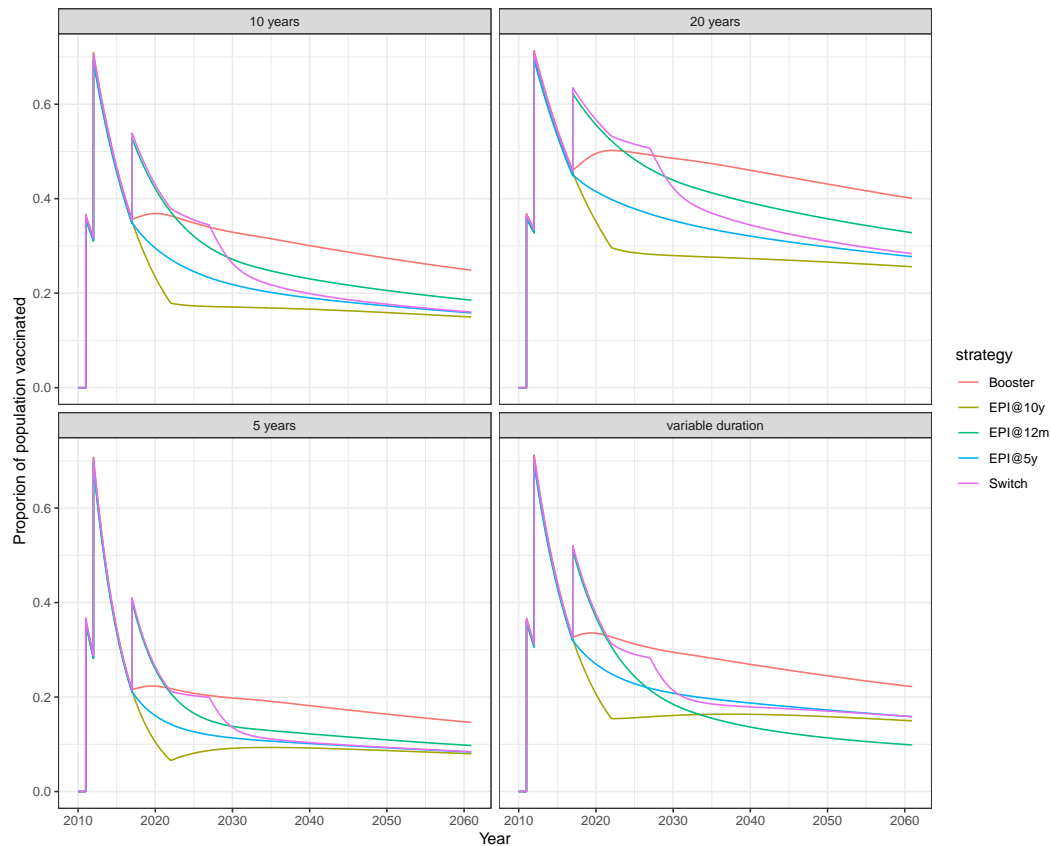 10 years
20 years
0.6
0.4
0.2
0.0
5 years
variable duration
0.6
0.4
0.2
0.0
2010 2020 2030 2040 2050 2060
2010 2020 2030 2040 2050 2060
Year
Proporion of population vaccinated
strategy
Booster
EPI@10y
EPI@12m
EPI@5y
Switch